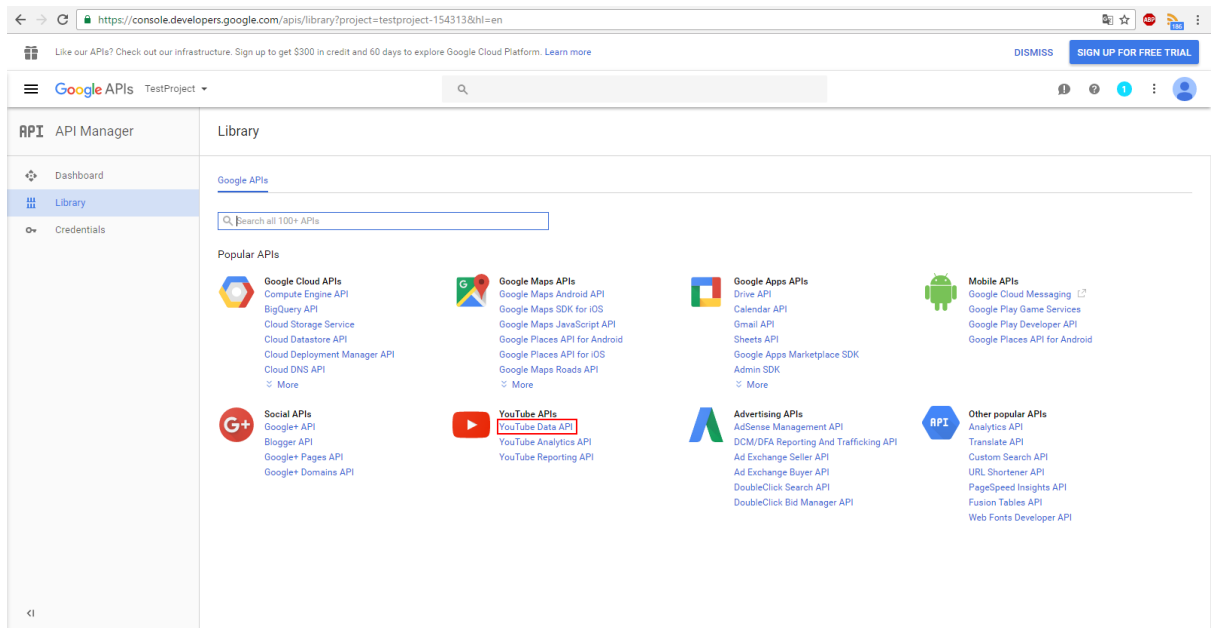 https://console.developers.google.com/apis/library?project=testproject-154313&hl=en
ABP
186
Like our APIs? Check out our infrastructure. Sign up to get $300 in credit and 60 days to explore Google Cloud Platform. Learn more
DISMISS
SIGN UP FOR FREE TRIAL
Google APIs TestProject
1
API API Manager
Library
Dashboard
Library
Credentials
Google APIs
Search all 100+ APIs
Popular APIs
Google Cloud APIs
Compute Engine API
BigQuery API
Cloud Storage Service
Cloud Datastore API
Cloud Deployment Manager API
Cloud DNS API
More
G
Google Maps APIs
Google Maps Android API
Google Maps SDK for iOS
Google Maps JavaScript API
Google Places API for Android
Google Places API for iOS
Google Maps Roads API
More
Google Apps APIs
Drive API
Calendar API
Gmail API
Sheets API
Google Apps Marketplace SDK
Admin SDK
More
Mobile APIs
Google Cloud Messaging
Google Play Game Services
Google Play Developer API
Google Places API for Android
G+
Social APIs
Google+ API
Blogger API
Google+ Pages API
Google+ Domains API
YouTube APIs
YouTube Data API
YouTube Analytics API
YouTube Reporting API
Advertising APIs
AdSense Management API
DCM/DFA Reporting And Trafficking API
Ad Exchange Seller API
Ad Exchange Buyer API
DoubleClick Search API
DoubleClick Bid Manager API
API
Other popular APIs
Analytics API
Translate API
Custom Search API
URL Shortener API
PageSpeed Insights API
Fusion Tables API
Web Fonts Developer API